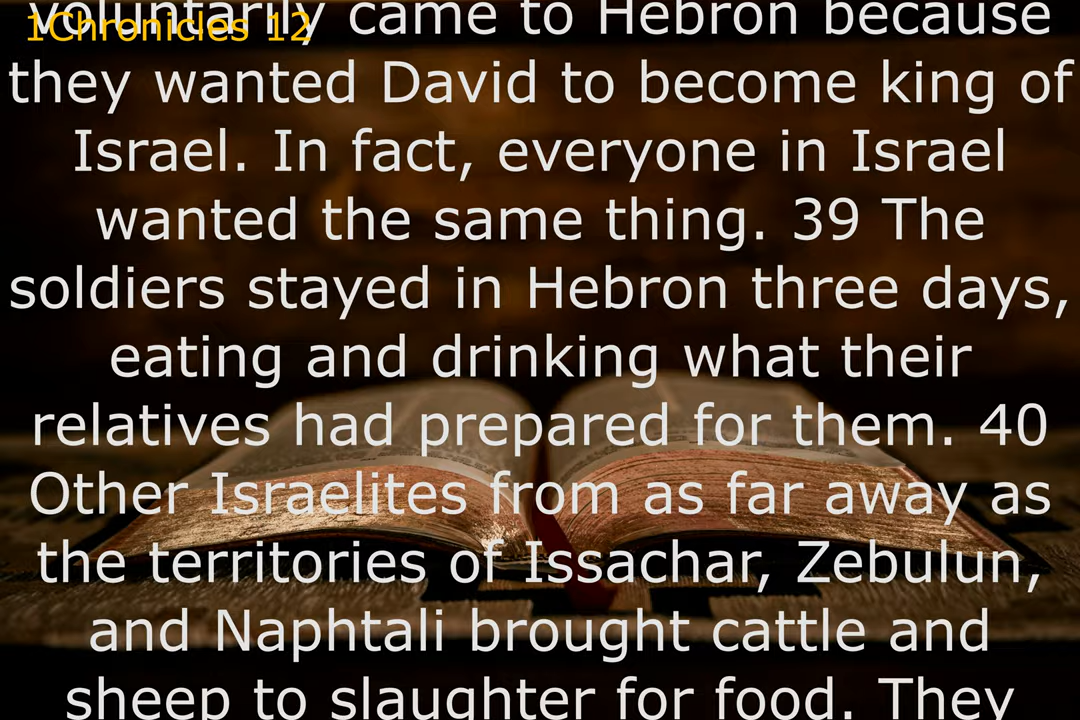 voluntarily came to Hebron because
1Chronicles 12
they wanted David to become king of
Israel. In fact, everyone in Israel
wanted the same thing. 39 The
soldiers stayed in Hebron three days,
eating and drinking what their
relatives had prepared for them. 40
Other Israelites from as far away as
the territories of Issachar, Zebulun,
and Naphtali brought cattle and
sheep to slaughter for food. They